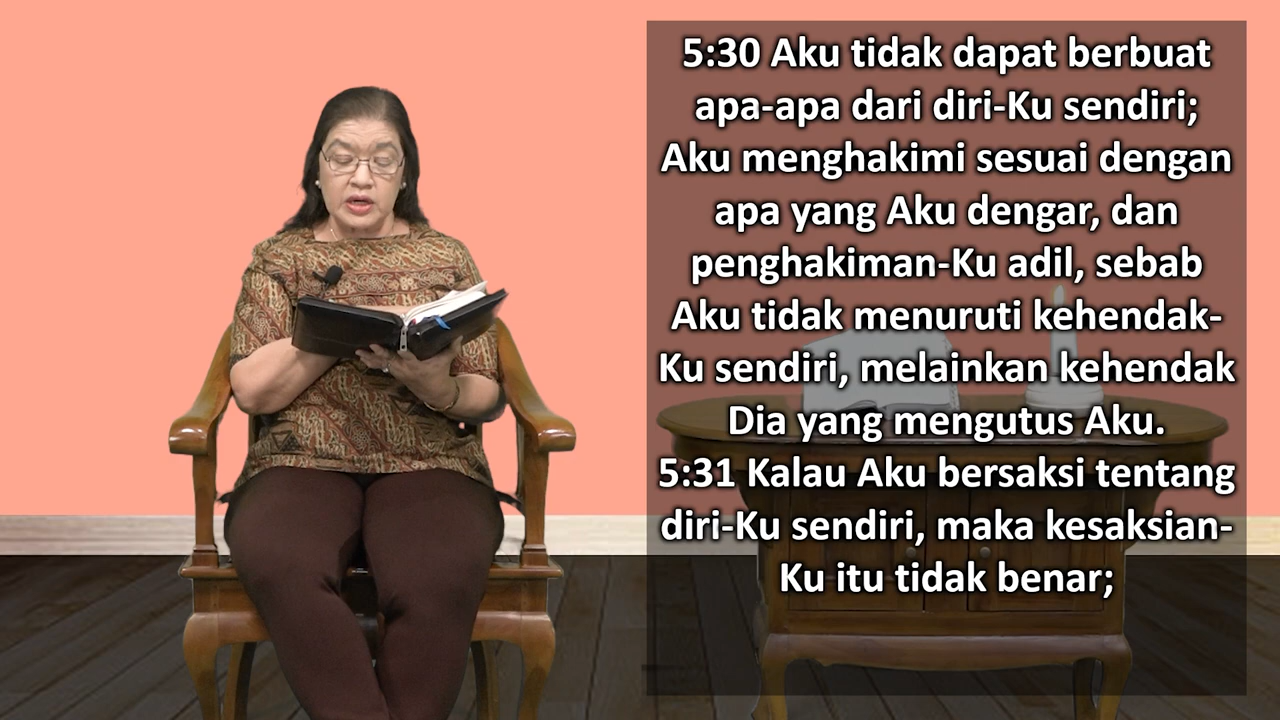 5:30 Aku tidak dapat berbuat
apa-apa dari diri-Ku sendiri;
Aku menghakimi sesuai dengan
apa yang Aku dengar, dan
penghakiman-Ku adil, sebab
Aku tidak menuruti kehendak-
Ku sendiri, melainkan kehendak
Dia yang mengutus Aku.
5:31 Kalau Aku bersaksi tentang
diri-Ku sendiri, maka kesaksian-
Ku itu tidak benar;